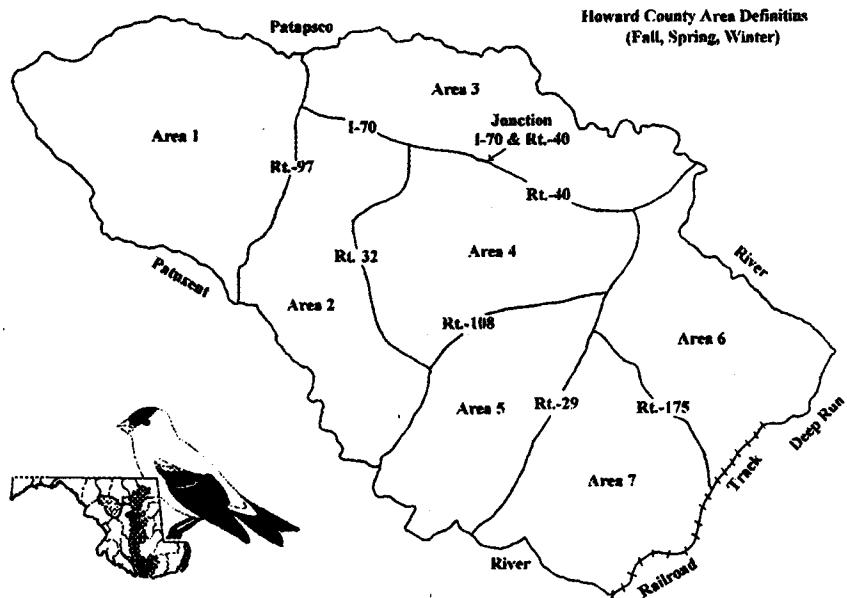 Howard County Area Definitins
(Fall, Spring, Winter)
Patapsco
Area 3
Junction
I-70 & Rt.-40
I-70
Area 1
Rt.-97
Rt.-40
Rt. 32
Area 4
River
Patuxent
Area 2
Rt.-108
Area 6
Area 5
Rt.-29
Rt.-175
Deep Run
Track
Area 7
River
Railroad